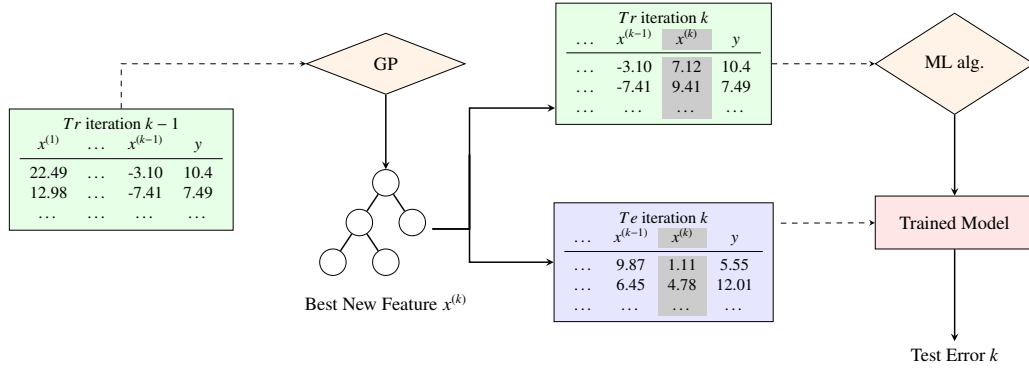 Tr iteration k − 1
x^(1) … x^(k−1) y
22.49 … -3.10 10.4
12.98 … -7.41 7.49
… … … …
GP
Best New Feature x^(k)
Tr iteration k
… x^(k−1) x^(k) y
… -3.10 7.12 10.4
… -7.41 9.41 7.49
… … … …
Te iteration k
… x^(k−1) x^(k) y
… 9.87 1.11 5.55
… 6.45 4.78 12.01
… … … …
ML alg.
Trained Model
Test Error k